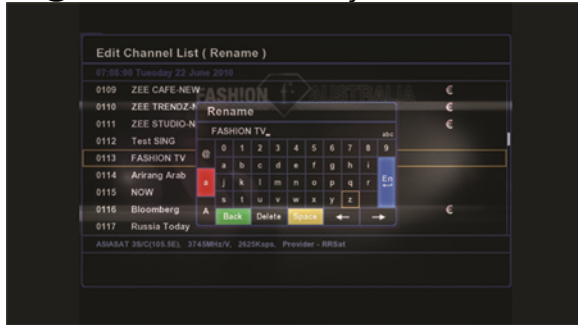 Edit Channel List ( Rename )
07:08:90 Tuesday 22 June 2010
0109 ZEE CAFE-NEW €
0110 ZEE TRENDZ-N €
0111 ZEE STUDIO-N €
0112 Test SING
0113 FASHION TV
0114 Arirang Arab
0115 NOW
0116 Bloomberg €
0117 Russia Today
FASHION f AUSTRALIA
Rename
FASHION TV_
abc
@ 0 1 2 3 4 5 6 7 8 9
a b c d e f g h i
a j k l m n o p q r En
s t u v w x y z
A Back Delete Space ← →
ASIASAT 3S/C(105.5E), 3745MHz/V, 2625Ksps, Provider - RRSat